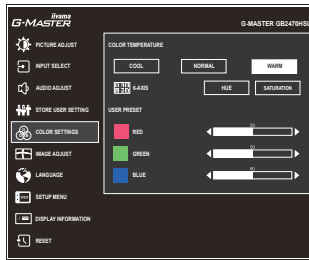 iiyama
G-MASTER
G-MASTER GB2470HSU
PICTURE ADJUST
INPUT SELECT
AUDIO ADJUST
STORE USER SETTING
COLOR SETTINGS
IMAGE ADJUST
LANGUAGE
OSD
SETUP MENU
DISPLAY INFORMATION
RESET
COLOR TEMPERATURE
COOL
NORMAL
WARM
6-AXIS
HUE
SATURATION
USER PRESET
RED
50
GREEN
50
BLUE
50